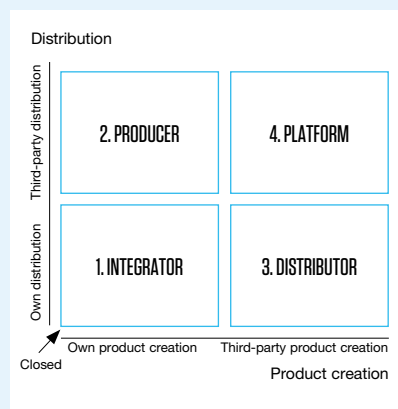 Distribution
Third-party distribution
2. PRODUCER
4. PLATFORM
Own distribution
1. INTEGRATOR
3. DISTRIBUTOR
Closed
Own product creation
Third-party product creation
Product creation